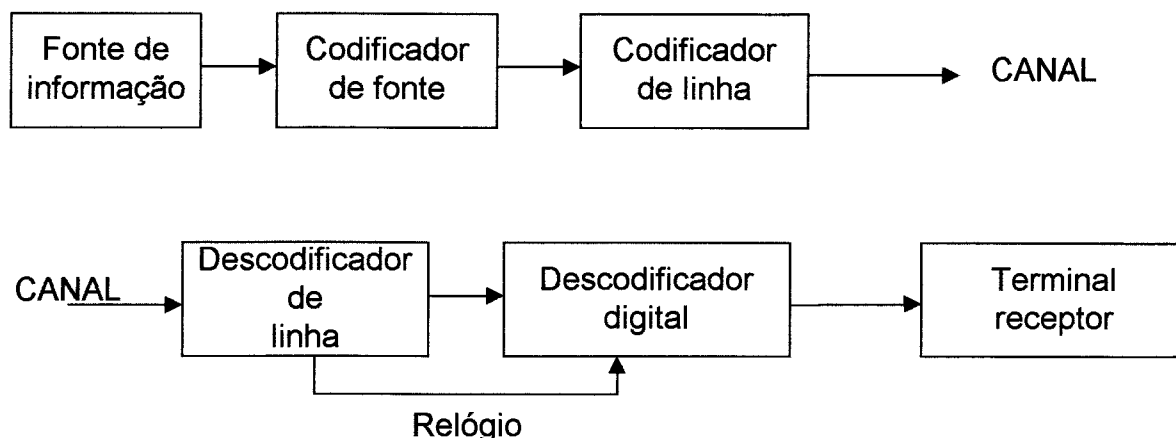 Fonte de
informação
Codificador
de fonte
Codificador
de linha
CANAL
CANAL
Descodificador
de
linha
Descodificador
digital
Terminal
receptor
Relógio